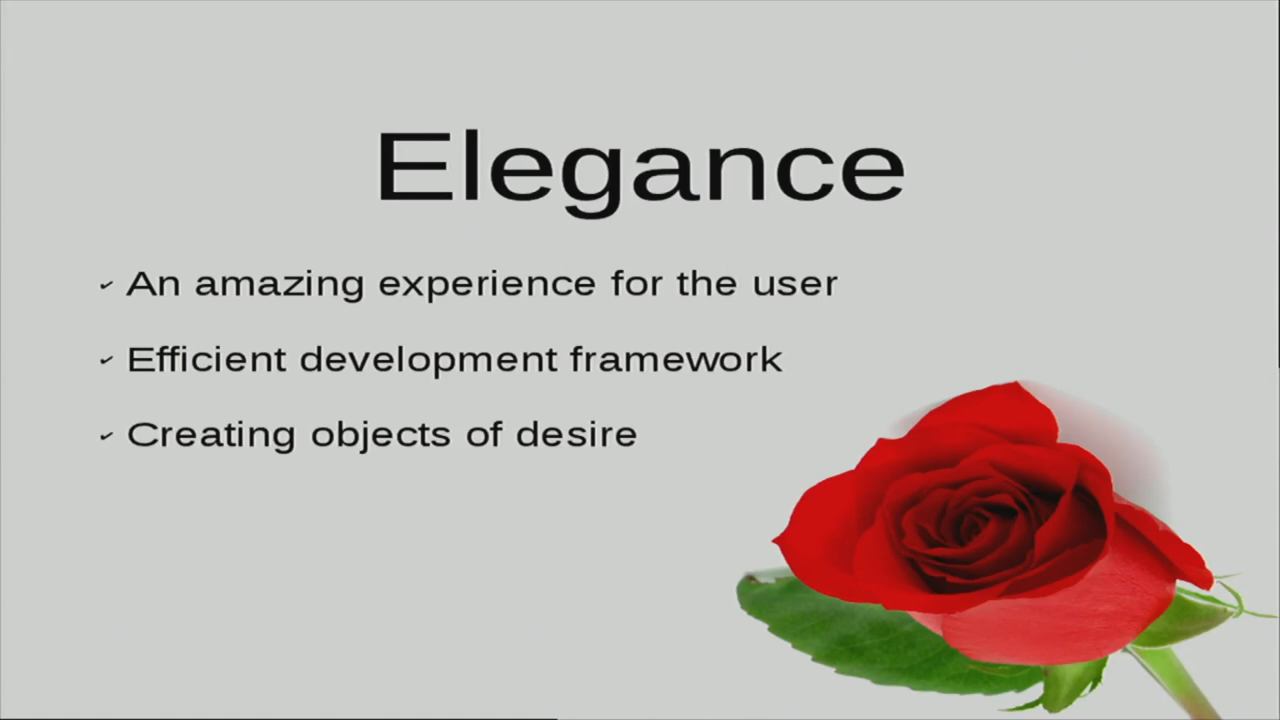 Elegance
An amazing experience for the user
Efficient development framework
Creating objects of desire